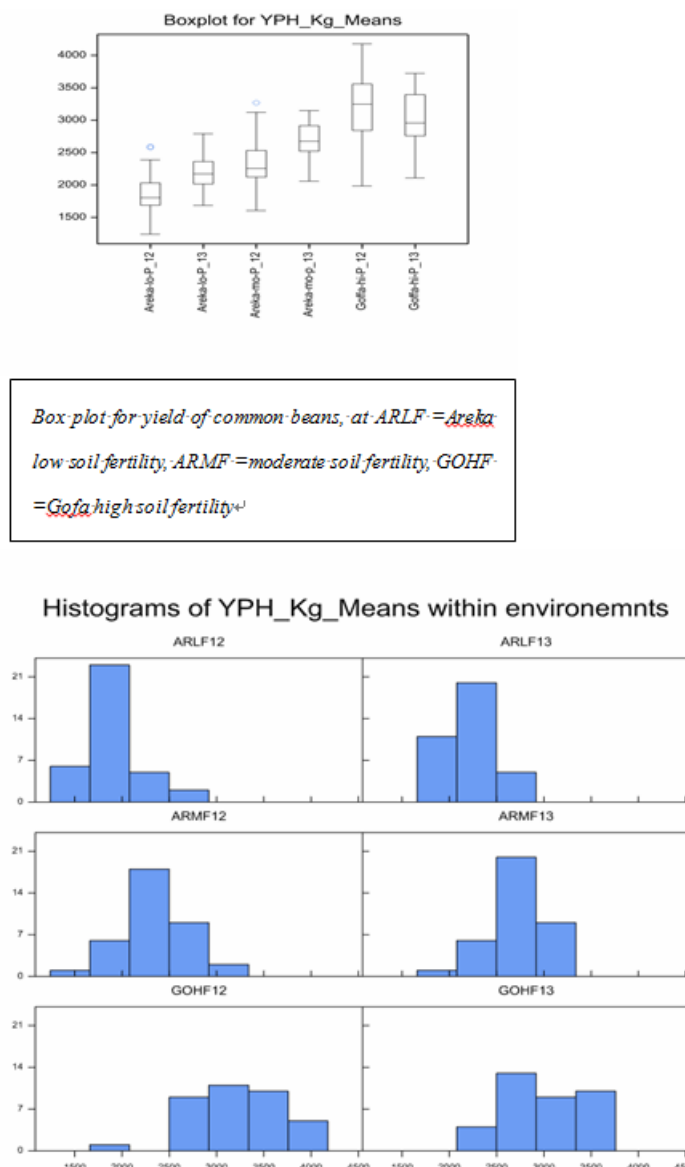 Boxplot for YPH_Kg_Means
4000
3500
3000
2500
2000
1500
Areka-lo-P_12
Areka-lo-P_13
Areka-mo-P_12
Areka-mo-p_13
Goffa-hi-P_12
Goffa-hi-P_13
Box plot for yield of common beans, at ARLF =Areka
low soil fertility, ARMF =moderate soil fertility, GOHF
=Gofa high soil fertility↵
Histograms of YPH_Kg_Means within environemnts
ARLF12 ARLF13
21
14
7
0
ARMF12 ARMF13
21
14
7
0
GOHF12 GOHF13
21
14
7
0
1500 2000 2500 3000 3500 4000 1500 2000 2500 3000 3500 4000